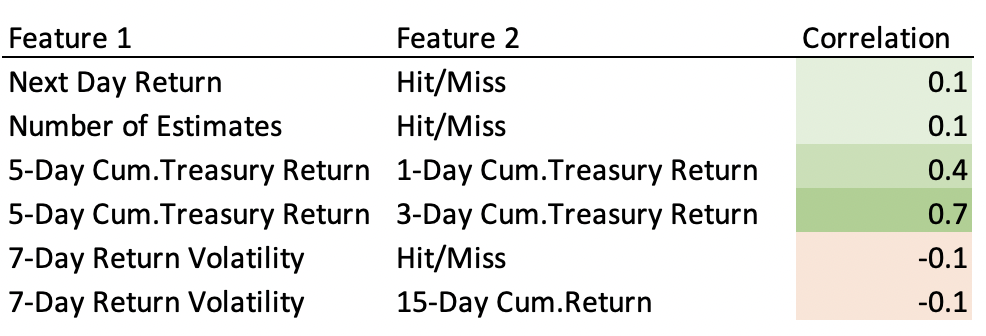 Feature 1 Feature 2 Correlation
Next Day Return Hit/Miss 0.1
Number of Estimates Hit/Miss 0.1
5-Day Cum.Treasury Return 1-Day Cum.Treasury Return 0.4
5-Day Cum.Treasury Return 3-Day Cum.Treasury Return 0.7
7-Day Return Volatility Hit/Miss -0.1
7-Day Return Volatility 15-Day Cum.Return -0.1